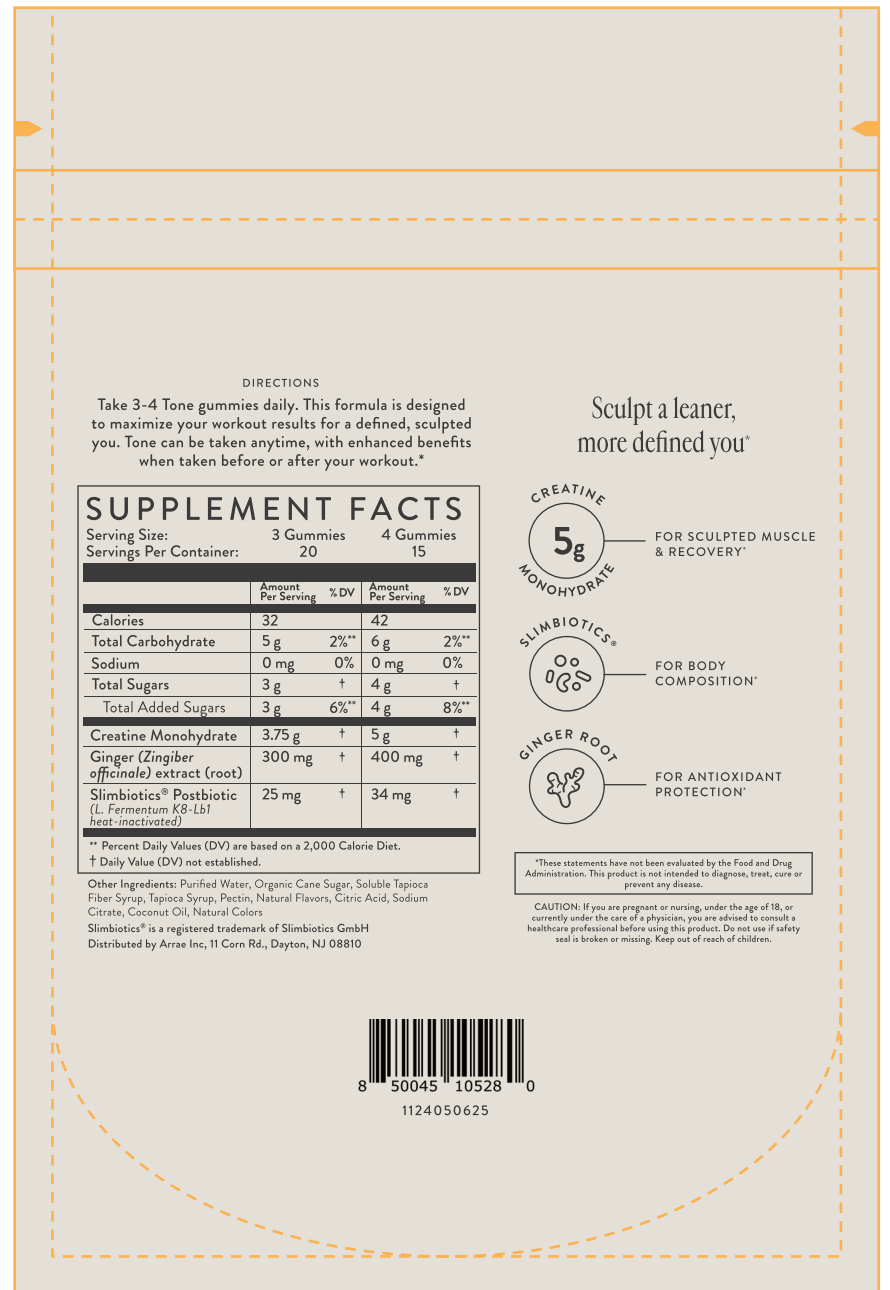 DIRECTIONS
Take 3-4 Tone gummies daily. This formula is designed
to maximize your workout results for a defined, sculpted
you. Tone can be taken anytime, with enhanced benefits
when taken before or after your workout.*
SUPPLEMENT FACTS
Serving Size: 3 Gummies 4 Gummies
Servings Per Container: 20 15
Amount Per Serving % DV Amount Per Serving % DV
Calories 32 42
Total Carbohydrate 5 g 2%** 6 g 2%**
Sodium 0 mg 0% 0 mg 0%
Total Sugars 3 g † 4 g †
Total Added Sugars 3 g 6%** 4 g 8%**
Creatine Monohydrate 3.75 g † 5 g †
Ginger (Zingiber 300 mg † 400 mg †
officinale) extract (root)
Slimbiotics® Postbiotic 25 mg † 34 mg †
(L. Fermentum K8-Lb1
heat-inactivated)
** Percent Daily Values (DV) are based on a 2,000 Calorie Diet.
† Daily Value (DV) not established.
Other Ingredients: Purified Water, Organic Cane Sugar, Soluble Tapioca
Fiber Syrup, Tapioca Syrup, Pectin, Natural Flavors, Citric Acid, Sodium
Citrate, Coconut Oil, Natural Colors
Slimbiotics® is a registered trademark of Slimbiotics GmbH
Distributed by Arrae Inc, 11 Corn Rd., Dayton, NJ 08810
Sculpt a leaner,
more defined you*
CREATINE
5g
MONOHYDRATE
FOR SCULPTED MUSCLE
& RECOVERY*
SLIMBIOTICS®
FOR BODY
COMPOSITION*
GINGER ROOT
FOR ANTIOXIDANT
PROTECTION*
*These statements have not been evaluated by the Food and Drug
Administration. This product is not intended to diagnose, treat, cure or
prevent any disease.
CAUTION: If you are pregnant or nursing, under the age of 18, or
currently under the care of a physician, you are advised to consult a
healthcare professional before using this product. Do not use if safety
seal is broken or missing. Keep out of reach of children.
8 50045 10528 0
1124050625